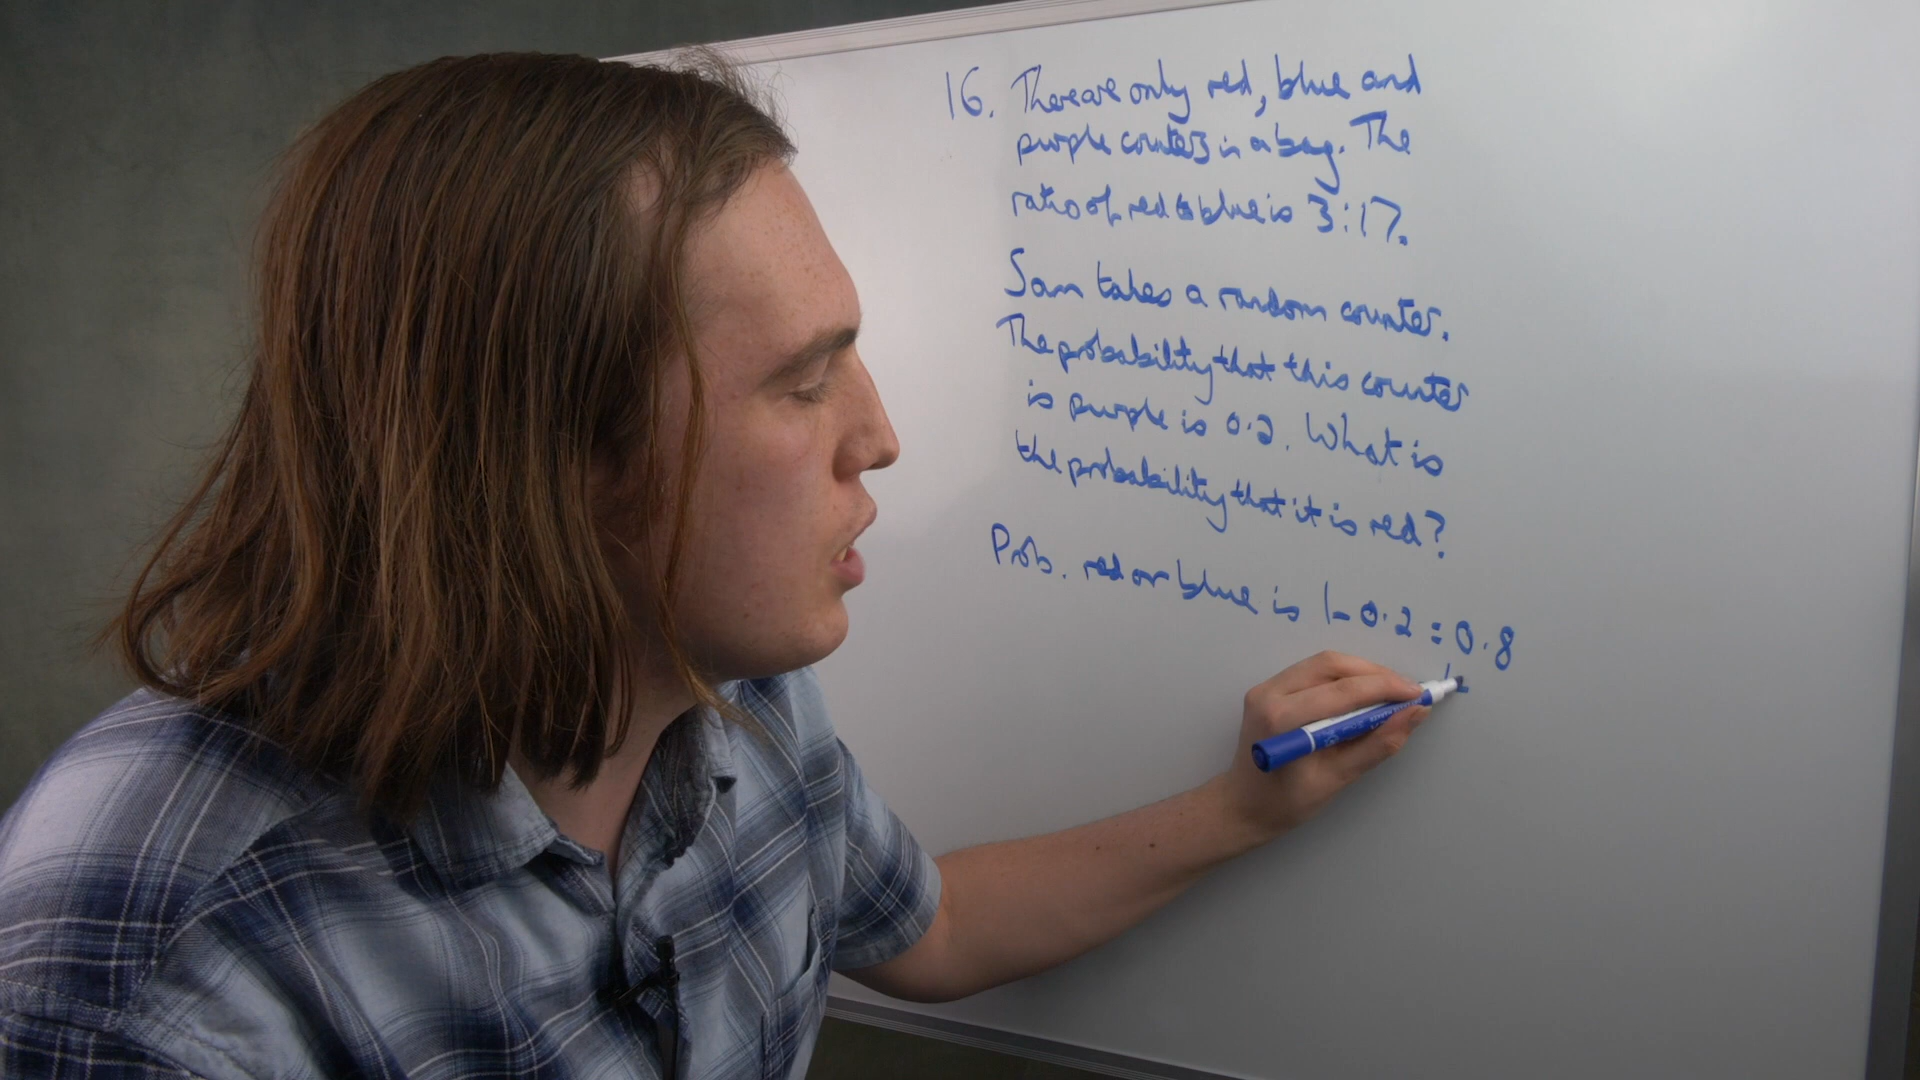 16. There are only red, blue and
purple counters in a bag. The
ratio of red to blue is 3:17.
Sam takes a random counter.
The probability that this counter
is purple is 0.2. What is
the probability that it is red?
Prob. red or blue is 1-0.2 = 0.8